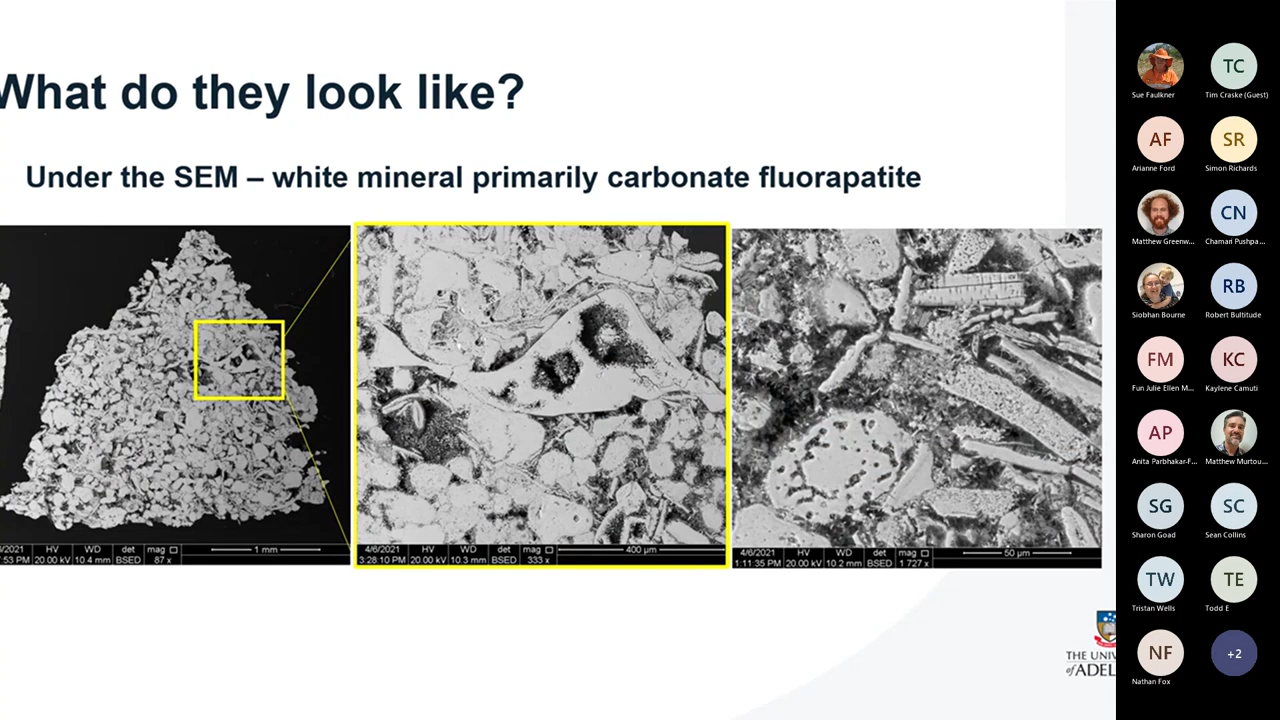 What do they look like?
Under the SEM – white mineral primarily carbonate fluorapatite
/2021 HV WD det mag 1 mm
:53 PM 20.00 kV 10.4 mm BSED 87 x
4/6/2021 HV WD det mag 400 µm
3:28:10 PM 20.00 kV 10.3 mm BSED 333 x
4/6/2021 HV WD det mag 50 µm
1:11:35 PM 20.00 kV 10.2 mm BSED 1 727 x
THE UNIV
of ADEL
TC
Sue Faulkner Tim Craske (Guest)
AF SR
Arianne Ford Simon Richards
CN
Matthew Greenw... Chamari Pushpa...
RB
Siobhan Bourne Robert Bultitude
FM KC
Fun Julie Ellen M... Kaylene Camuti
AP
Anita Parbhakar-F... Matthew Murtou...
SG SC
Sharon Goad Sean Collins
TW TE
Tristan Wells Todd E
NF +2
Nathan Fox